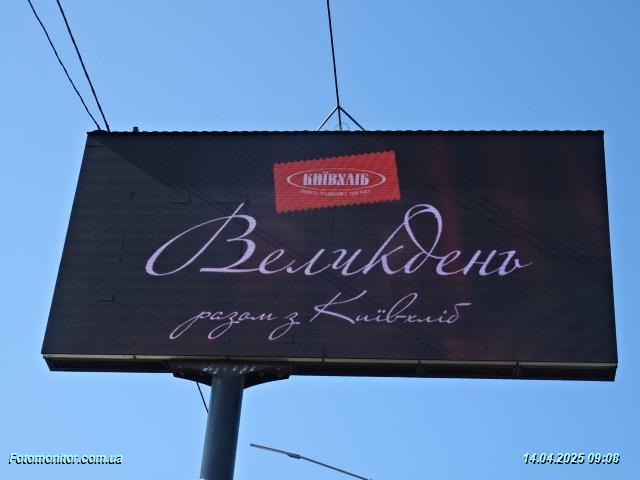 КИЇВХЛІБ
Великдень
разом з Київхліб
Fotomonitor.com.ua
14.04.2025 09:08